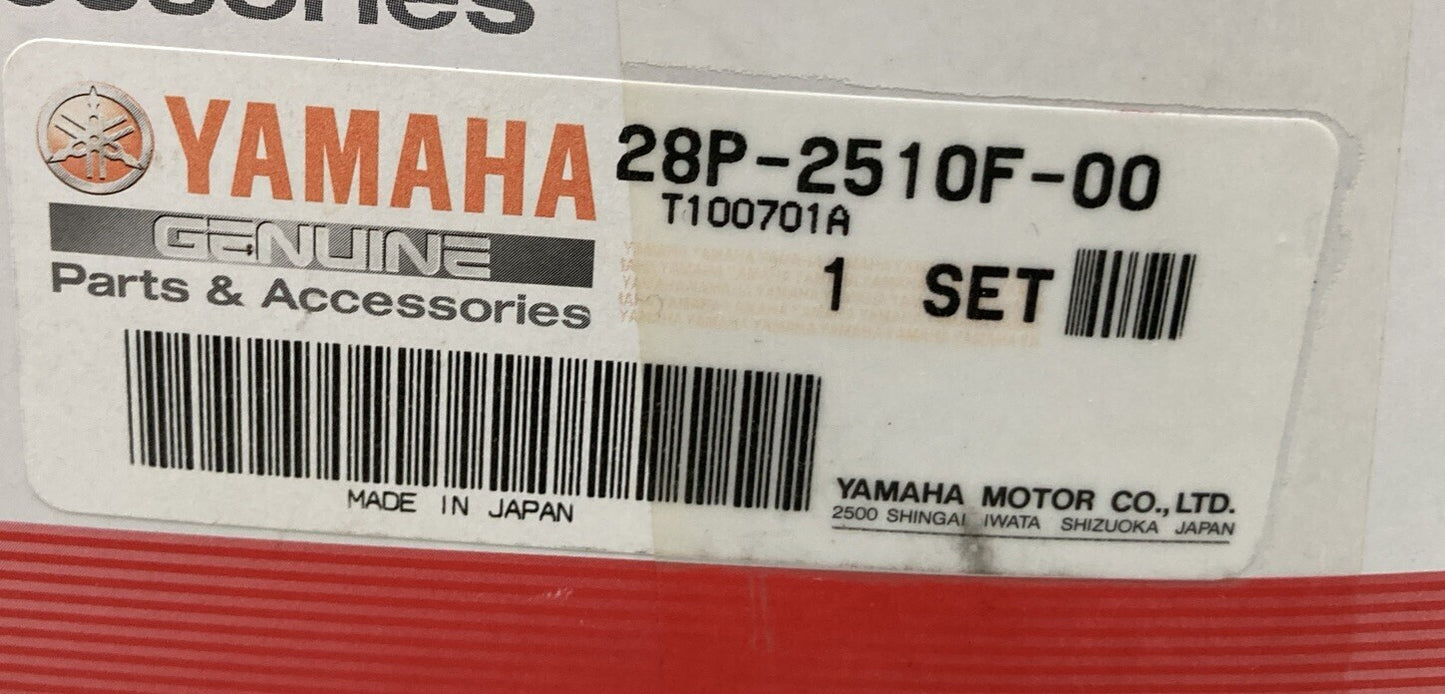 YAMAHA
28P-2510F-00
T100701A
GENUINE
Parts & Accessories
1 SET
MADE IN JAPAN
YAMAHA MOTOR CO., LTD.
2500 SHINGAI IWATA SHIZUOKA JAPAN